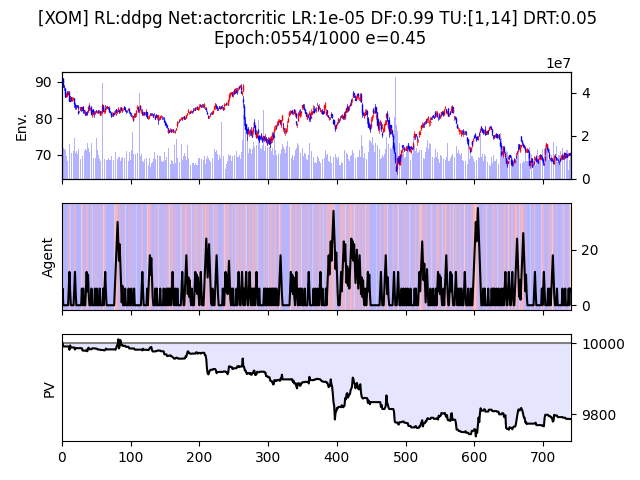 [XOM] RL:ddpg Net:actorcritic LR:1e-05 DF:0.99 TU:[1,14] DRT:0.05
Epoch:0554/1000 e=0.45
1e7
Env.
90
80
70
4
2
0
Agent
20
0
PV
10000
9800
0 100 200 300 400 500 600 700